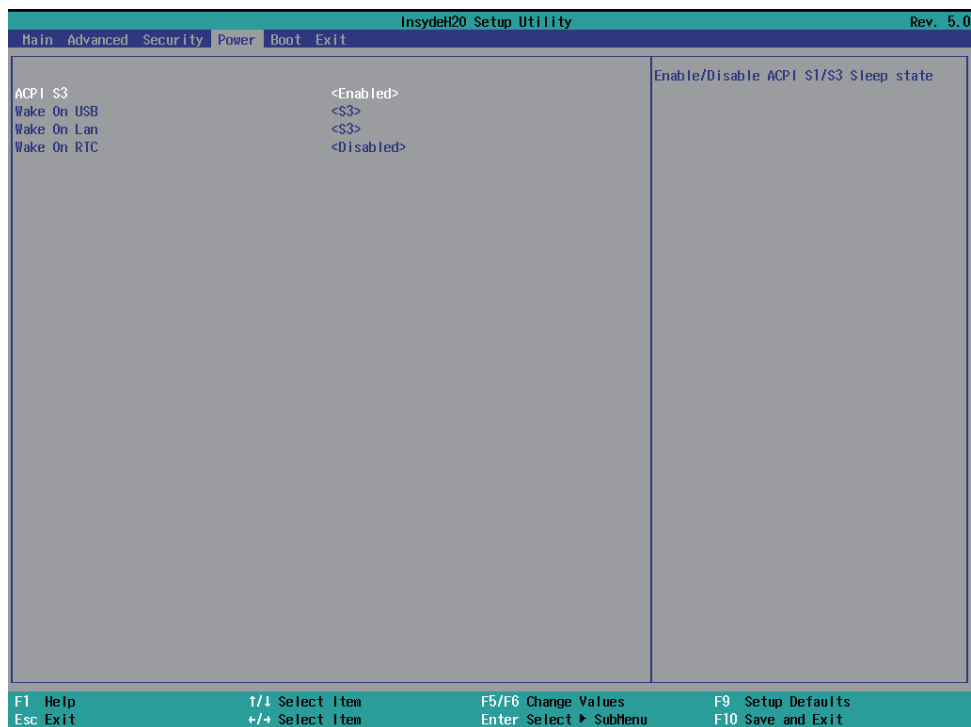 InsydeH2O Setup Utility Rev. 5.0
Main Advanced Security Power Boot Exit
Enable/Disable ACPI S1/S3 Sleep state
ACPI S3 <Enabled>
Wake On USB <S3>
Wake On Lan <S3>
Wake On RTC <Disabled>
F1 Help ↑/↓ Select Item F5/F6 Change Values F9 Setup Defaults
Esc Exit ←/→ Select Item Enter Select ▶ SubMenu F10 Save and Exit